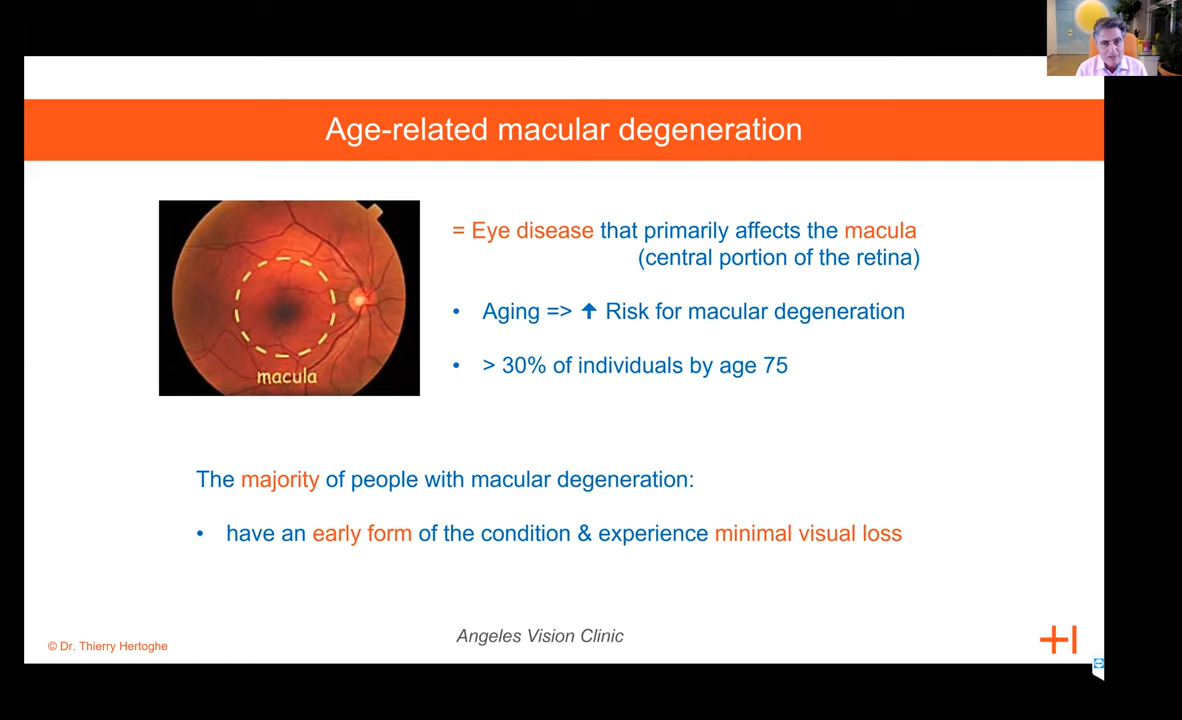 Age-related macular degeneration
= Eye disease that primarily affects the macula
(central portion of the retina)
• Aging => ↑ Risk for macular degeneration
• > 30% of individuals by age 75
macula
The majority of people with macular degeneration:
• have an early form of the condition & experience minimal visual loss
Angeles Vision Clinic
© Dr. Thierry Hertoghe